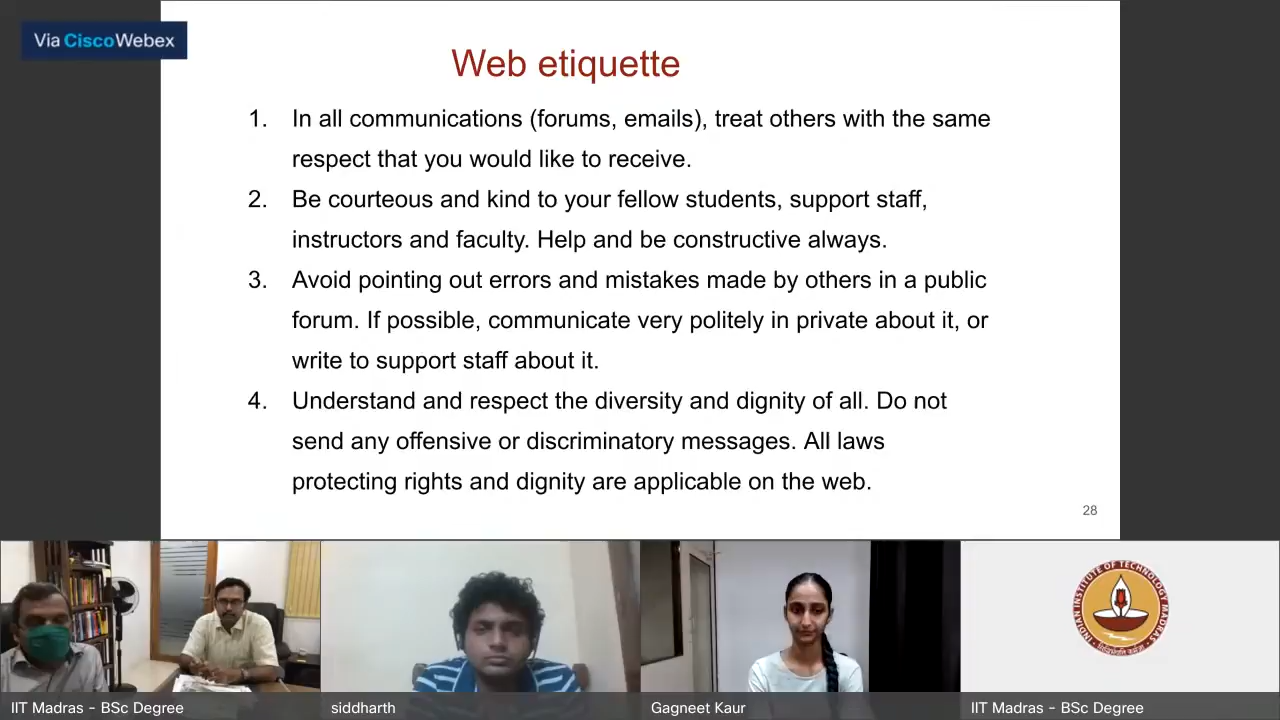 Via CiscoWebex
Web etiquette
1. In all communications (forums, emails), treat others with the same
respect that you would like to receive.
2. Be courteous and kind to your fellow students, support staff,
instructors and faculty. Help and be constructive always.
3. Avoid pointing out errors and mistakes made by others in a public
forum. If possible, communicate very politely in private about it, or
write to support staff about it.
4. Understand and respect the diversity and dignity of all. Do not
send any offensive or discriminatory messages. All laws
protecting rights and dignity are applicable on the web.
28
INDIAN INSTITUTE OF TECHNOLOGY MADRAS
IIT Madras - BSc Degree
siddharth
Gagneet Kaur
IIT Madras - BSc Degree